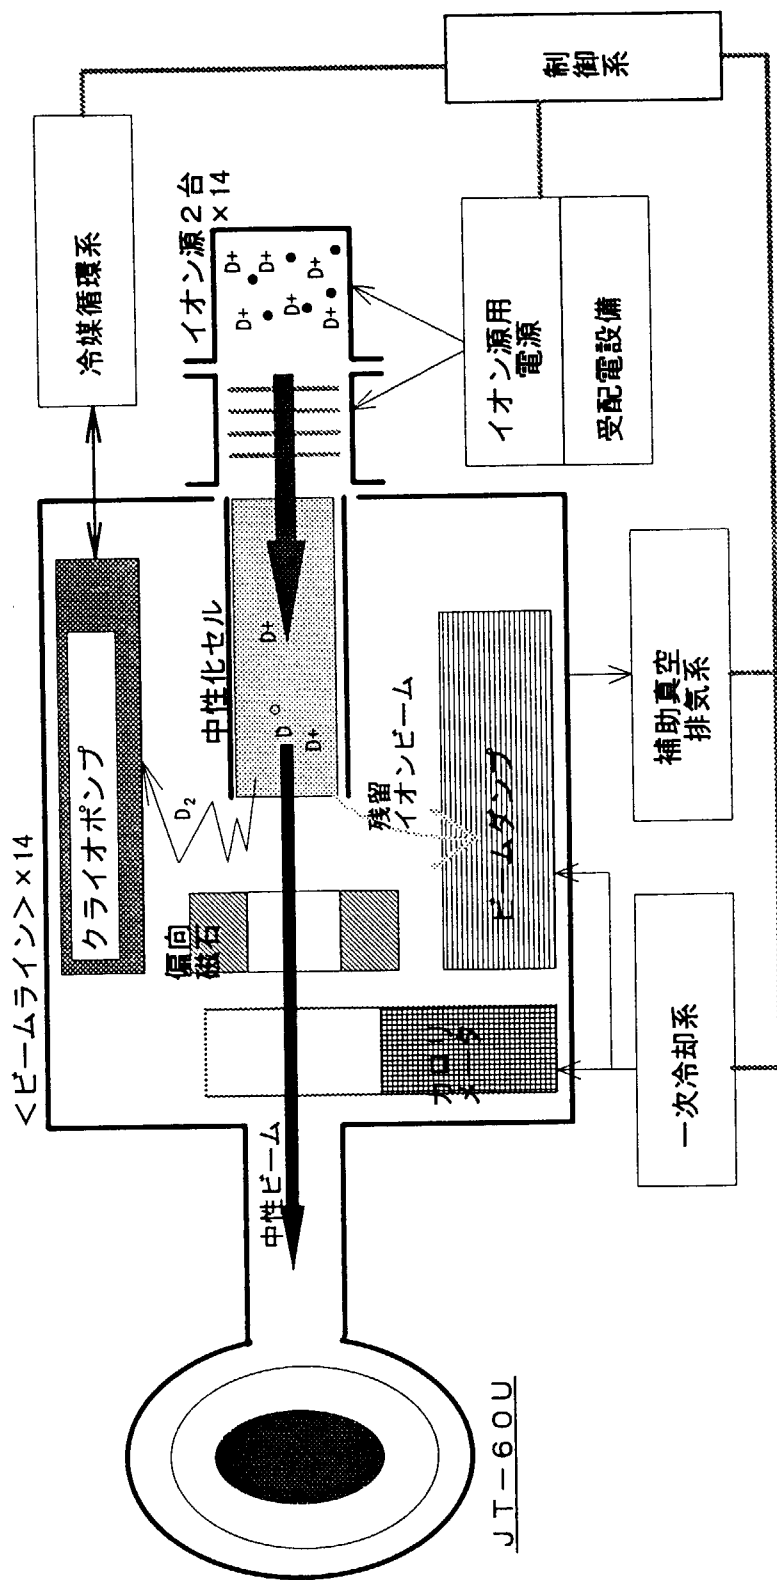 <ビームライン>×14
クライオポンプ
冷媒循環系
D₂
中性化セル
イオン源2台
×14
D+
D+
D+
D+
D+
D+
D+
D°
D+
偏向
磁石
残留
イオンビーム
中性ビーム
ビームダンプ
カロリ
メータ
イオン源用
電源
受配電設備
制御系
補助真空
排気系
一次冷却系
JT-60U